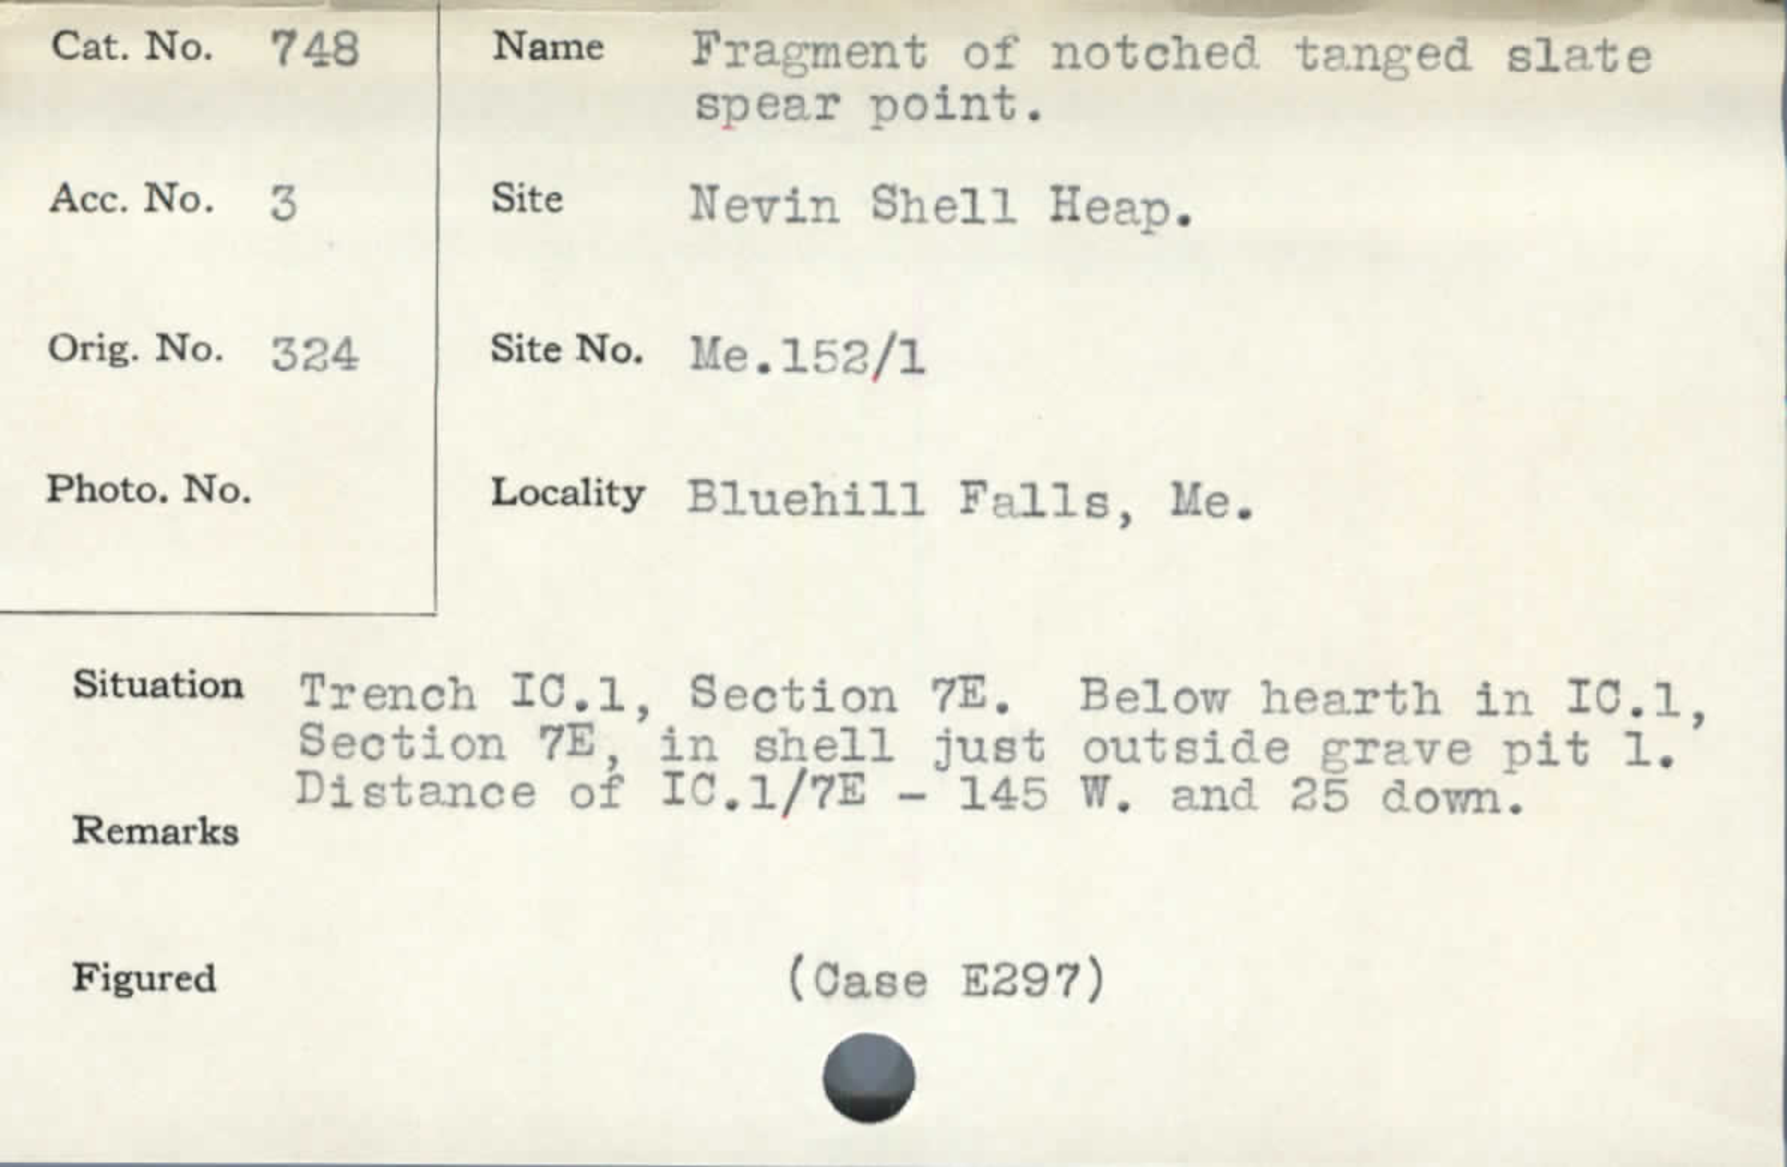 Cat. No. 748
Name Fragment of notched tanged slate
spear point.
Acc. No. 3
Site Nevin Shell Heap.
Orig. No. 324
Site No. Me.152/1
Photo. No.
Locality Bluehill Falls, Me.
Situation Trench IC.1, Section 7E. Below hearth in IC.1,
Section 7E, in shell just outside grave pit 1.
Distance of IC.1/7E - 145 W. and 25 down.
Remarks
Figured (Case E297)